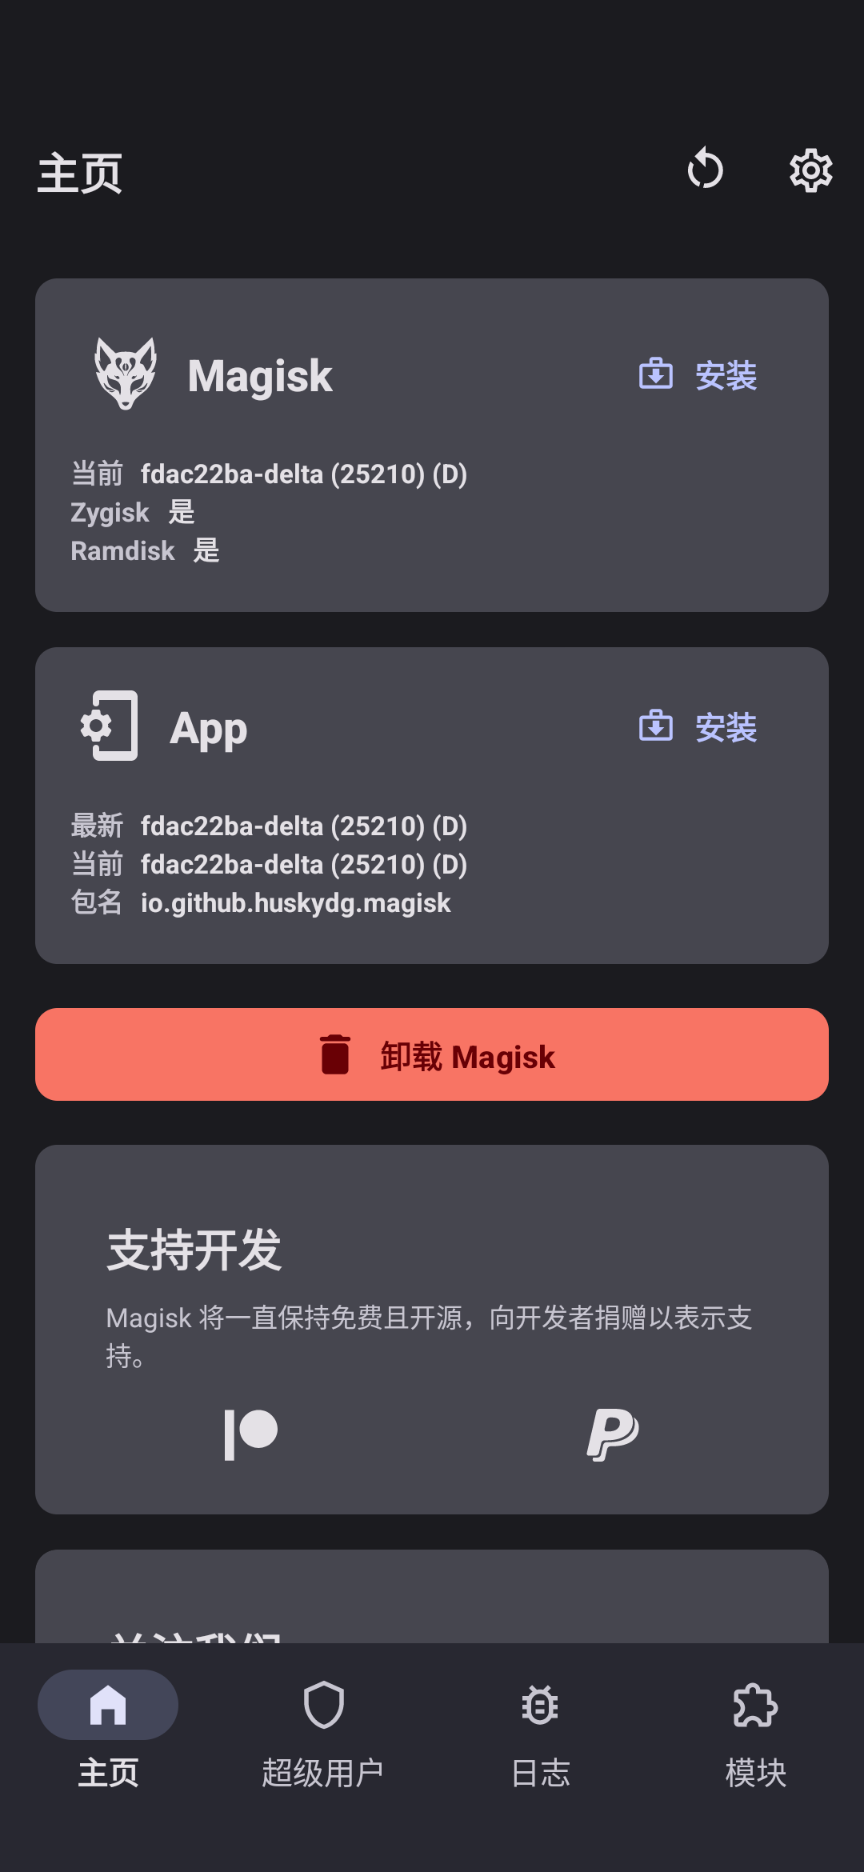 主页
Magisk
安装
当前 fdac22ba-delta (25210) (D)
Zygisk 是
Ramdisk 是
App
安装
最新 fdac22ba-delta (25210) (D)
当前 fdac22ba-delta (25210) (D)
包名 io.github.huskydg.magisk
卸载 Magisk
支持开发
Magisk 将一直保持免费且开源，向开发者捐赠以表示支
持。
主页
超级用户
日志
模块